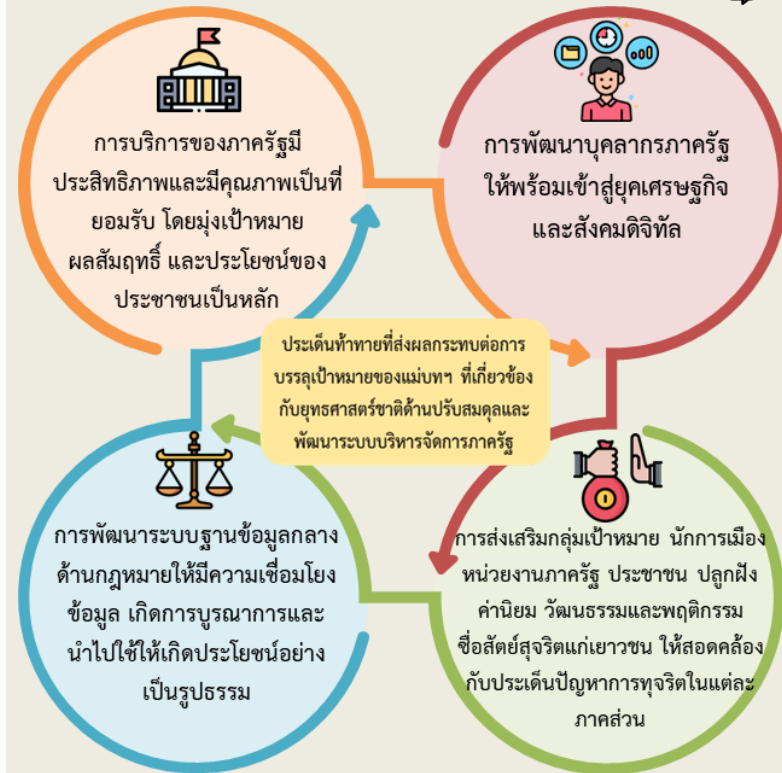 การบริการของภาครัฐมี
ประสิทธิภาพและมีคุณภาพเป็นที่
ยอมรับ โดยมุ่งเป้าหมาย
ผลสัมฤทธิ์ และประโยชน์ของ
ประชาชนเป็นหลัก
การพัฒนาบุคลากรภาครัฐ
ให้พร้อมเข้าสู่ยุคเศรษฐกิจ
และสังคมดิจิทัล
ประเด็นท้าทายที่ส่งผลกระทบต่อการ
บรรลุเป้าหมายของแม่บทฯ ที่เกี่ยวข้อง
กับยุทธศาสตร์ชาติด้านปรับสมดุลและ
พัฒนาระบบบริหารจัดการภาครัฐ
การพัฒนาระบบฐานข้อมูลกลาง
ด้านกฎหมายให้มีความเชื่อมโยง
ข้อมูล เกิดการบูรณาการและ
นำไปใช้ให้เกิดประโยชน์อย่าง
เป็นรูปธรรม
การส่งเสริมกลุ่มเป้าหมาย นักการเมือง
หน่วยงานภาครัฐ ประชาชน ปลูกฝัง
ค่านิยม วัฒนธรรมและพฤติกรรม
ซื่อสัตย์สุจริตแก่เยาวชน ให้สอดคล้อง
กับประเด็นปัญหาการทุจริตในแต่ละ
ภาคส่วน